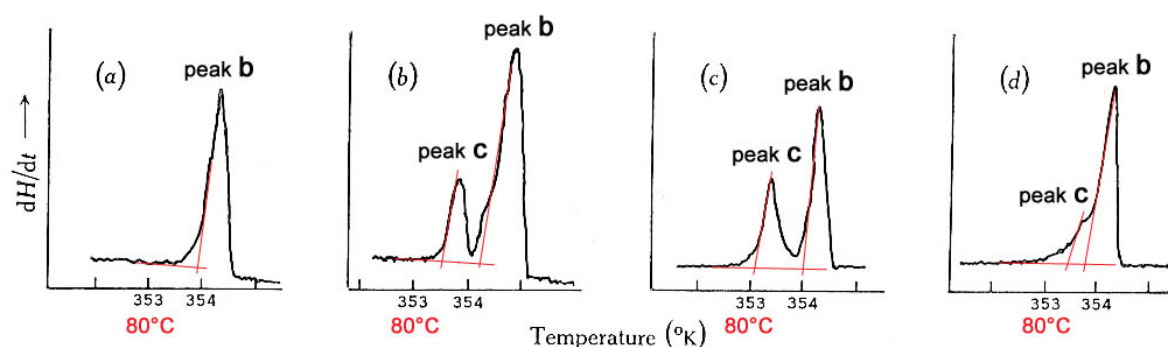 (a) peak b
(b) peak b
peak c
(c) peak b
peak c
(d) peak b
peak c
dH/dt ⟶
353 354
353 354
353 354
353 354
80°C
80°C
80°C
80°C
Temperature (°K)